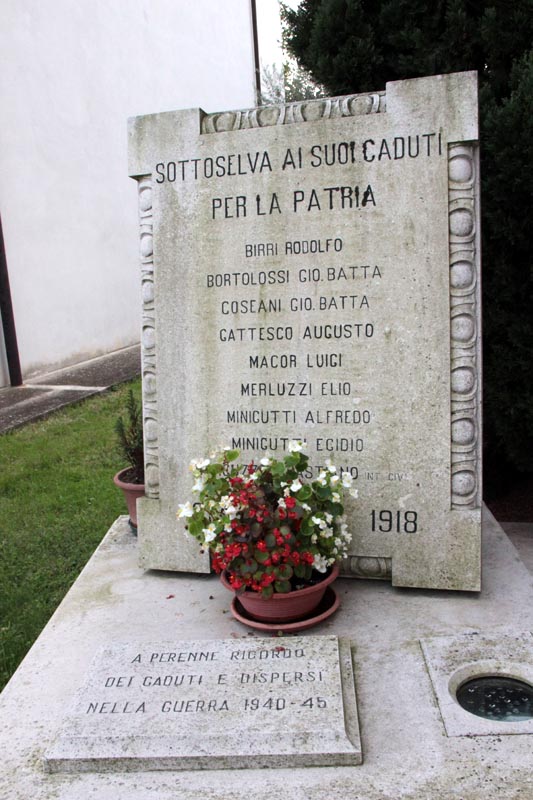 SOTTOSELVA AI SUOI CADUTI
PER LA PATRIA
BIRRI RODOLFO
BORTOLOSSI GIO. BATTA
COSEANI GIO. BATTA
GATTESCO AUGUSTO
MACOR LUIGI
MERLUZZI ELIO
MINICUTTI ALFREDO
MINICUTTI EGIDIO
1918
A PERENNE RICORDO
DEI CADUTI E DISPERSI
NELLA GUERRA 1940-45